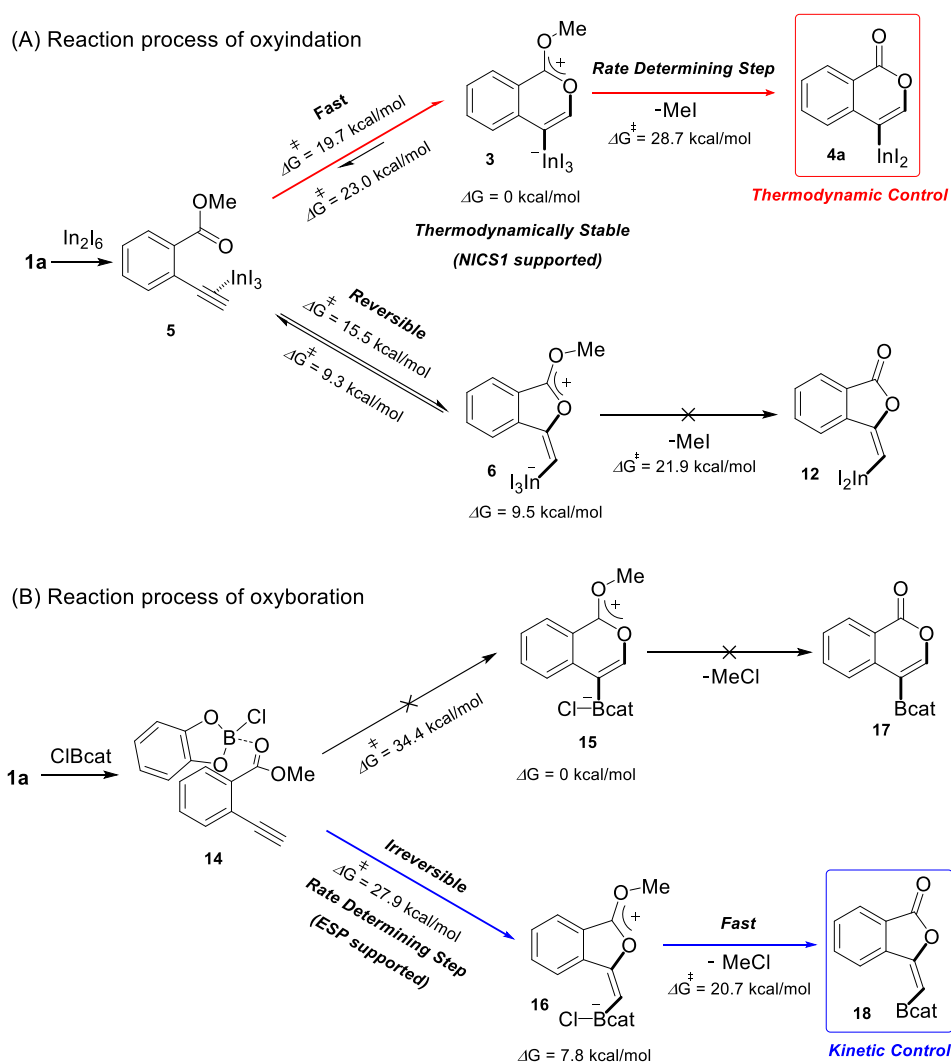 (A) Reaction process of oxyindation
1a
In2I6
OMe
O
InI3
5
Fast
ΔG‡ = 19.7 kcal/mol
ΔG‡ = 23.0 kcal/mol
O Me
+
O
−
InI3
3
ΔG = 0 kcal/mol
Thermodynamically Stable
(NICS1 supported)
Rate Determining Step
-MeI
ΔG‡ = 28.7 kcal/mol
O
O
4a
InI2
Thermodynamic Control
Reversible
ΔG‡ = 15.5 kcal/mol
ΔG‡ = 9.3 kcal/mol
O Me
+
O
6
−
I3In
ΔG = 9.5 kcal/mol
-MeI
ΔG‡ = 21.9 kcal/mol
O
O
12
I2In
(B) Reaction process of oxyboration
1a
ClBcat
O
Cl
B
O
O
OMe
14
ΔG‡ = 34.4 kcal/mol
O Me
+
O
−
Cl Bcat
15
ΔG = 0 kcal/mol
-MeCl
O
O
Bcat
17
Irreversible
ΔG‡ = 27.9 kcal/mol
Rate Determining Step
(ESP supported)
O Me
+
O
16
−
Cl Bcat
ΔG = 7.8 kcal/mol
Fast
- MeCl
ΔG‡ = 20.7 kcal/mol
O
O
18
Bcat
Kinetic Control